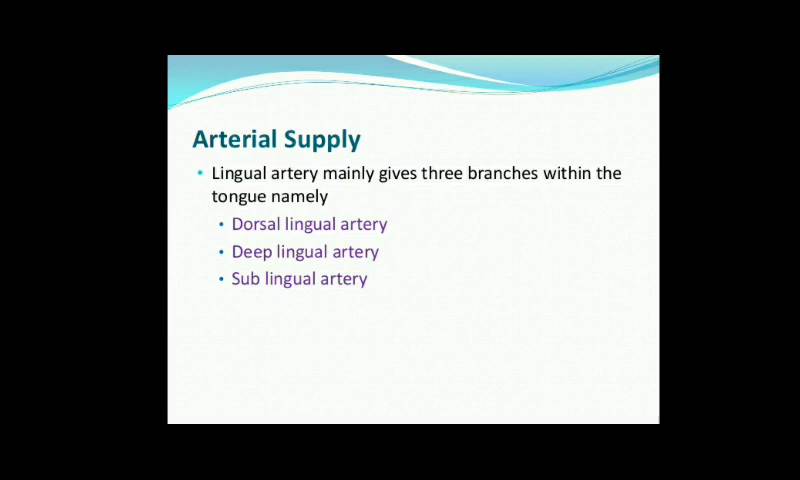 Arterial Supply
• Lingual artery mainly gives three branches within the
tongue namely
• Dorsal lingual artery
• Deep lingual artery
• Sub lingual artery